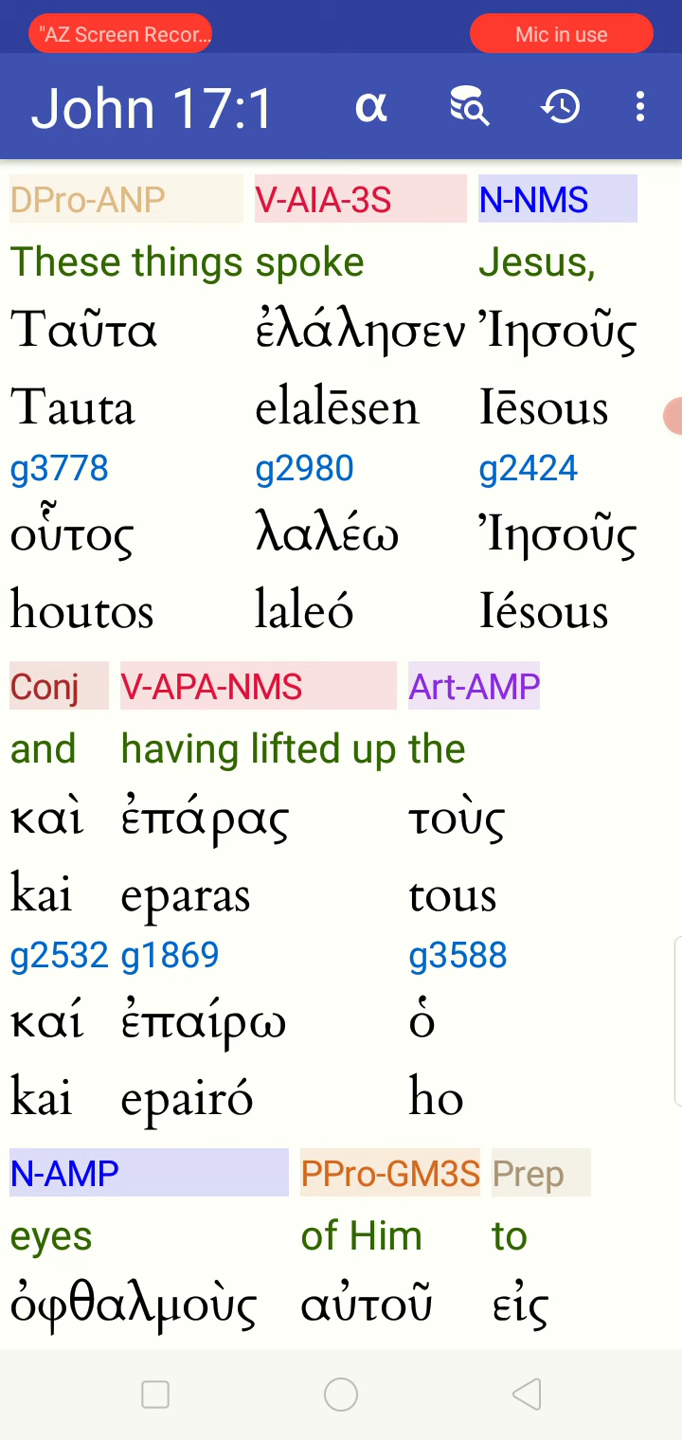 "AZ Screen Recor... Mic in use
John 17:1 α
DPro-ANP V-AIA-3S N-NMS
These things spoke Jesus,
Ταῦτα ἐλάλησεν Ἰησοῦς
Tauta elalēsen Iēsous
g3778 g2980 g2424
οὗτος λαλέω Ἰησοῦς
houtos laleó Iésous
Conj V-APA-NMS Art-AMP
and having lifted up the
καὶ ἐπάρας τοὺς
kai eparas tous
g2532 g1869 g3588
καί ἐπαίρω ὁ
kai epairó ho
N-AMP PPro-GM3S Prep
eyes of Him to
ὀφθαλμοὺς αὐτοῦ εἰς